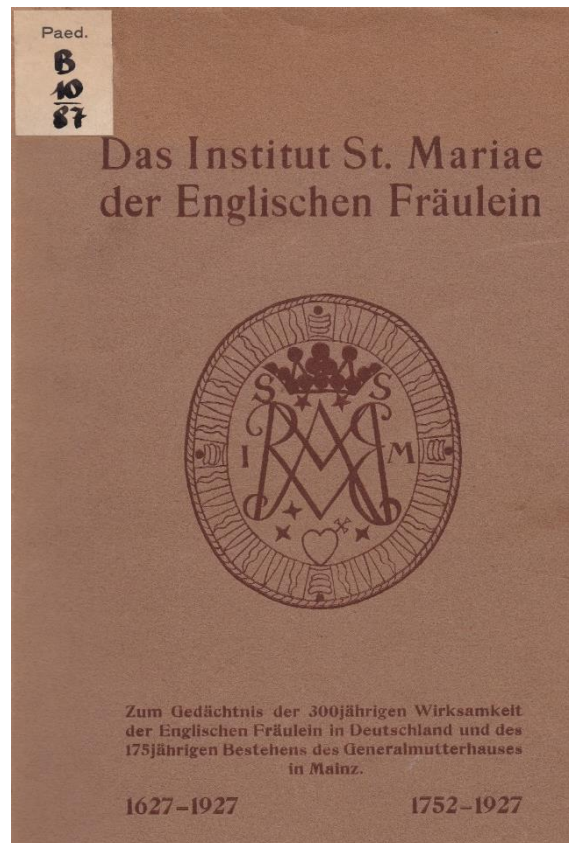 Paed.
B
10
87
Das Institut St. Mariae
der Englischen Fräulein
S S
I M
Zum Gedächtnis der 300jährigen Wirksamkeit
der Englischen Fräulein in Deutschland und des
175jährigen Bestehens des Generalmutterhauses
in Mainz.
1627–1927 1752–1927